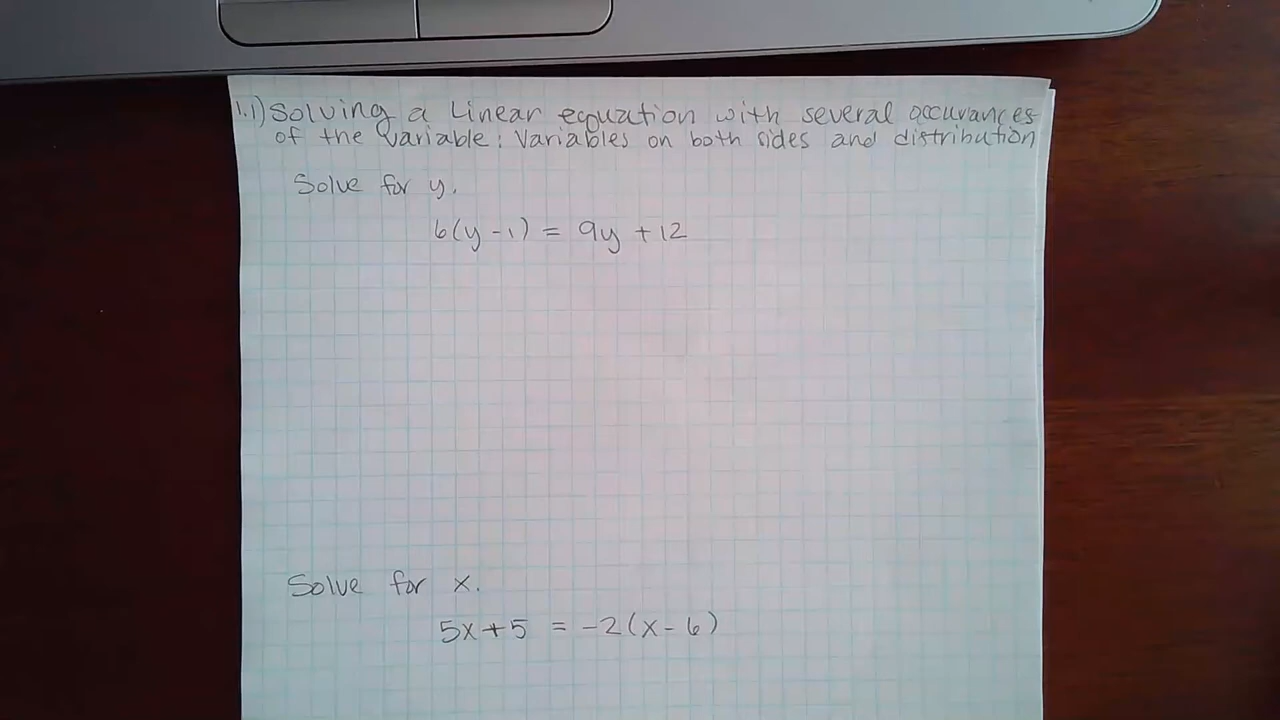 1.1) Solving a Linear equation with several occurances
of the Variable: Variables on both sides and distribution
Solve for y.
6(y-1) = 9y +12
Solve for x.
5x+5 = -2(x-6)